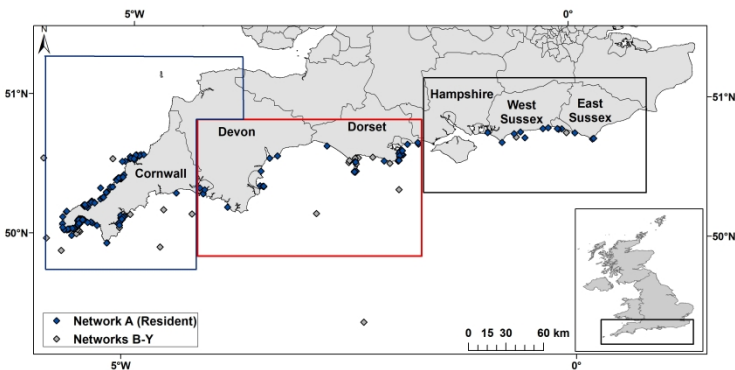 5°W 0°
N
51°N 51°N
Hampshire West Sussex East Sussex
Devon Dorset
Cornwall
50°N 50°N
Network A (Resident)
Networks B-Y
0 15 30 60 km
5°W 0°